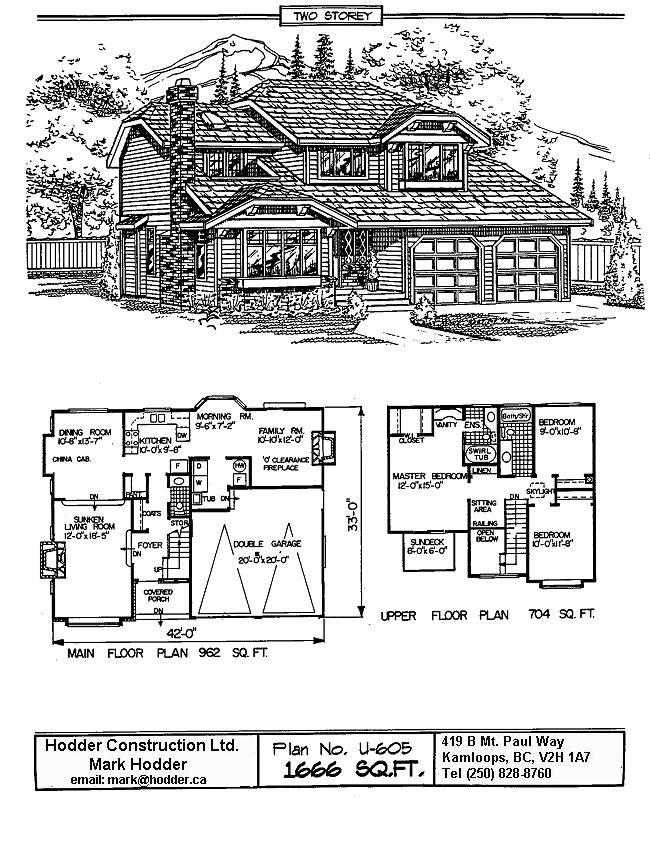 TWO STOREY
DINING ROOM
10'-8"x13'-7"
CHINA CAB.
KITCHEN
10'-0"x9'-8"
DW
MORNING RM.
9'-6"x7'-2"
FAMILY RM.
10'-10"x12'-0"
'O' CLEARANCE
FIREPLACE
F
D
W
HW
F
TUB
DN
DN
PANT.
SUNKEN
LIVING ROOM
12'-0"x18'-5"
COATS
STOR.
FOYER
DN
UP
DOUBLE GARAGE
20'-0"x20'-0"
COVERED
PORCH
DN
33'-0"
42'-0"
MAIN FLOOR PLAN 962 SQ. FT.
W.I.
CLOSET
VANITY
ENS.
Bath/Shr
SWIRL
TUB
LINEN
BEDROOM
9'-0"x10'-8"
MASTER BEDROOM
12'-0"x15'-0"
SITTING
AREA
DN
SKYLIGHT
RAILING
OPEN
BELOW
BEDROOM
10'-0"x11'-8"
SUNDECK
8'-0"x6'-0"
UPPER FLOOR PLAN 704 SQ. FT.
Hodder Construction Ltd.
Mark Hodder
email: mark@hodder.ca
Plan No. U-605
1666 SQ.FT.
419 B Mt. Paul Way
Kamloops, BC, V2H 1A7
Tel (250) 828-8760